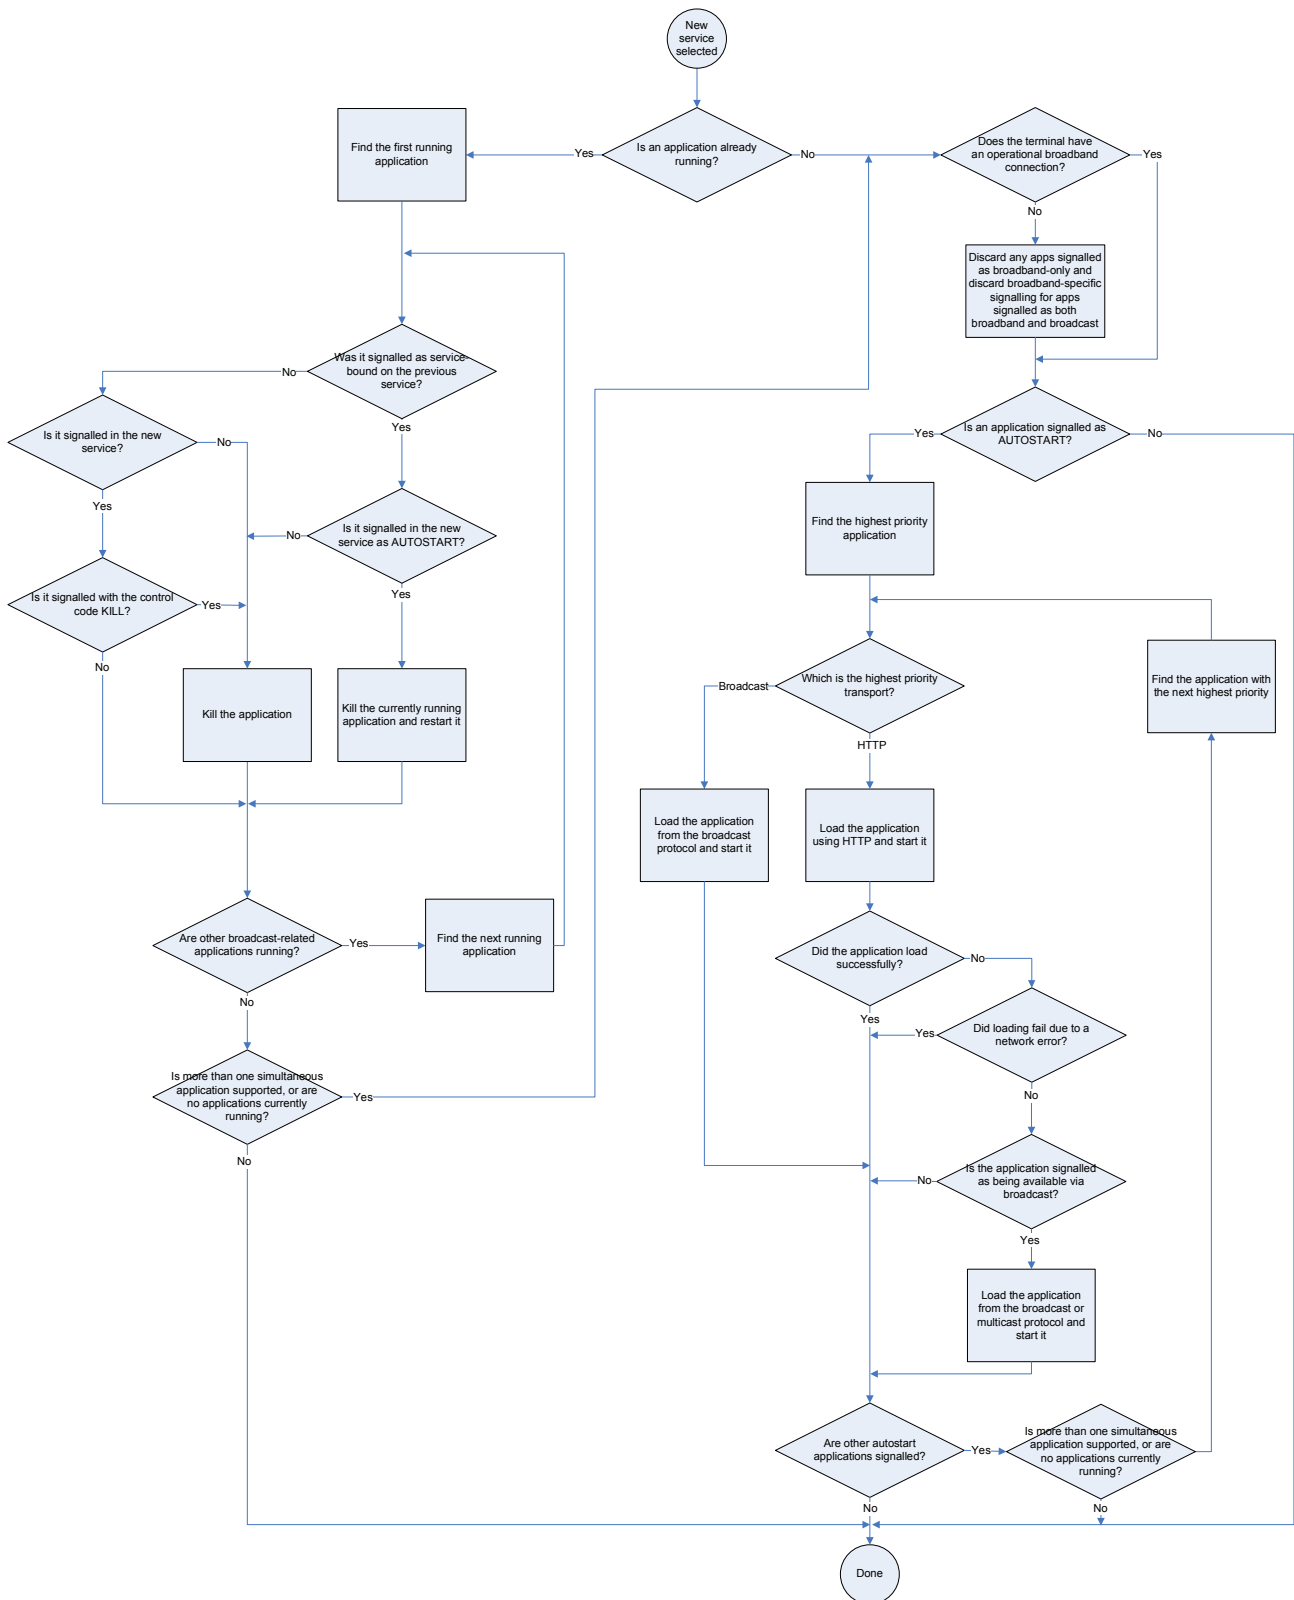 New
service
selected
Find the first running
application
Yes
Is an application already
running?
No
Does the terminal have
an operational broadband
connection?
Yes
No
Discard any apps signalled
as broadband-only and
discard broadband-specific
signalling for apps
signalled as both
broadband and broadcast
Was it signalled as service-
bound on the previous
service?
No
Yes
Is it signalled in the new
service?
No
Yes
Is it signalled in the new
service as AUTOSTART?
No
Yes
Is it signalled with the control
code KILL?
Yes
No
Kill the application
Kill the currently running
application and restart it
Are other broadcast-related
applications running?
Yes
Find the next running
application
No
Is more than one simultaneous
application supported, or are
no applications currently
running?
Yes
No
Is an application signalled as
AUTOSTART?
Yes
No
Find the highest priority
application
Which is the highest priority
transport?
Broadcast
HTTP
Find the application with
the next highest priority
Load the application
from the broadcast
protocol and start it
Load the application
using HTTP and start it
Did the application load
successfully?
No
Yes
Did loading fail due to a
network error?
Yes
No
Is the application signalled
as being available via
broadcast?
No
Yes
Load the application
from the broadcast or
multicast protocol and
start it
Are other autostart
applications signalled?
Yes
Is more than one simultaneous
application supported, or are
no applications currently
running?
No
No
Done